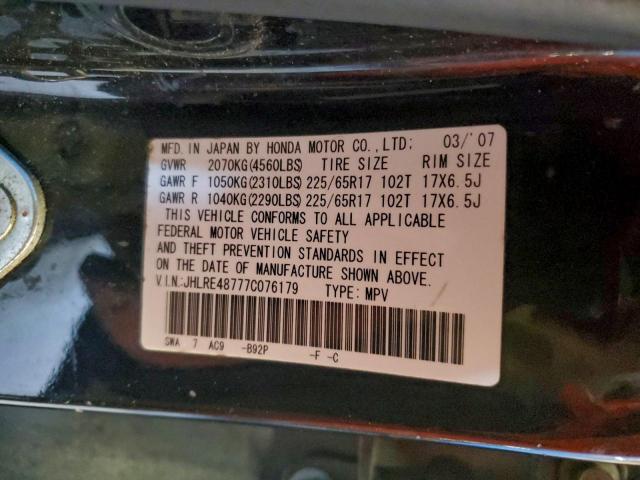 MFD. IN JAPAN BY HONDA MOTOR CO.,LTD: 03/'07
GVWR 2070KG(4560LBS) TIRE SIZE RIM SIZE
GAWR F 1050KG(2310LBS) 225/65R17 102T 17X6.5J
GAWR R 1040KG(2290LBS) 225/65R17 102T 17X6.5J
THIS VEHICLE CONFORMS TO ALL APPLICABLE
FEDERAL MOTOR VEHICLE SAFETY
AND THEFT PREVENTION STANDARDS IN EFFECT
ON THE DATE OF MANUFACTURE SHOWN ABOVE.
V.I.N:JHLRE48777C076179 TYPE: MPV
SWA 7 AC9 -B92P -F -C